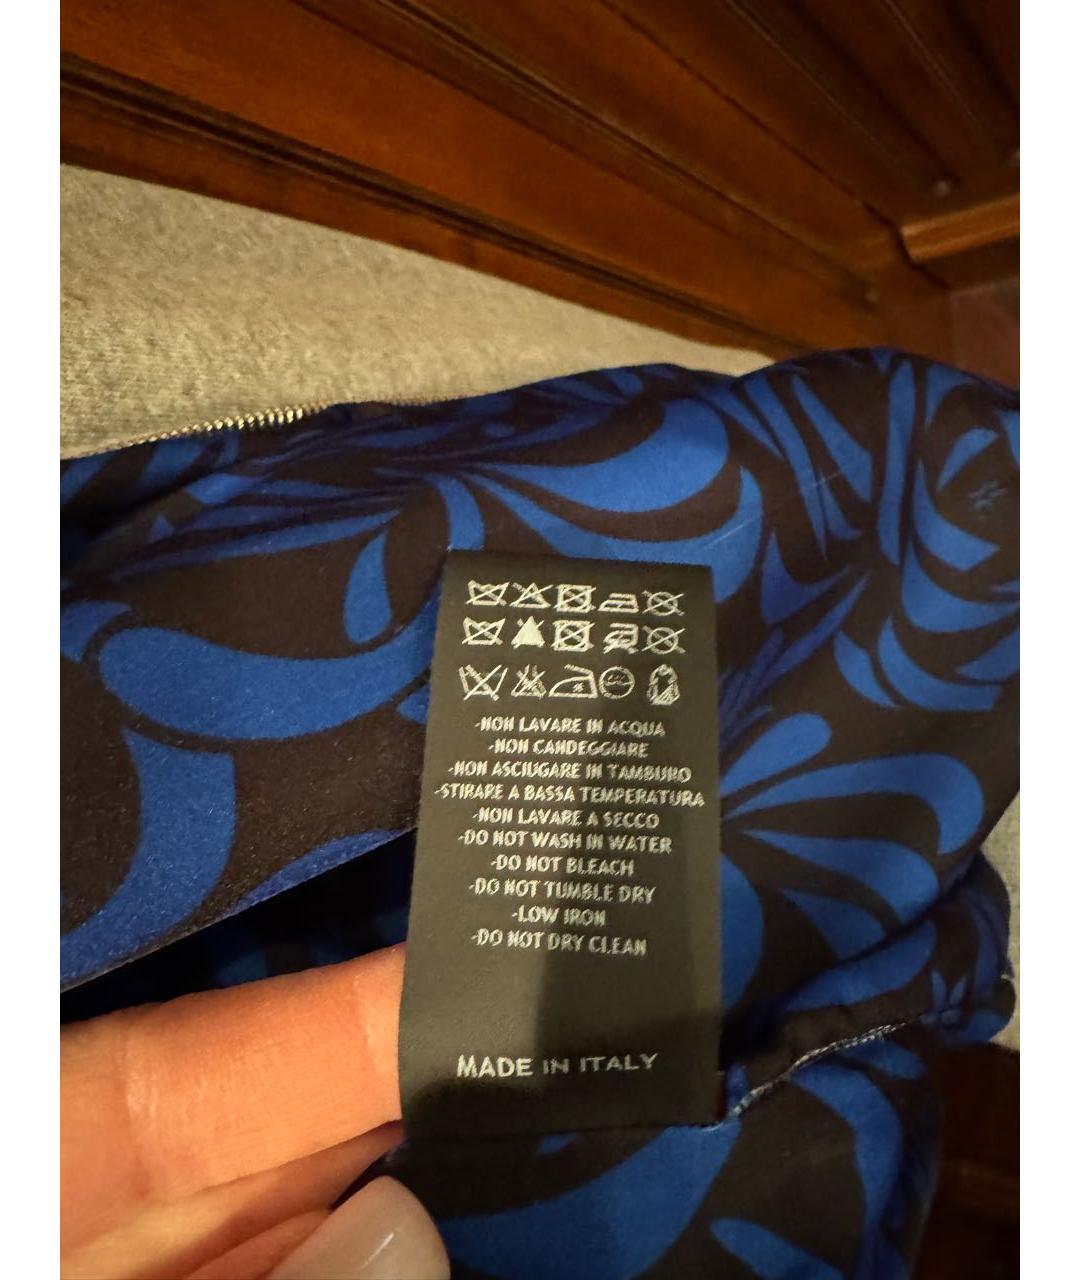 -NON LAVARE IN ACQUA
-NON CANDEGGIARE
-NON ASCIUGARE IN TAMBURO
-STIRARE A BASSA TEMPERATURA
-NON LAVARE A SECCO
-DO NOT WASH IN WATER
-DO NOT BLEACH
-DO NOT TUMBLE DRY
-LOW IRON
-DO NOT DRY CLEAN
MADE IN ITALY